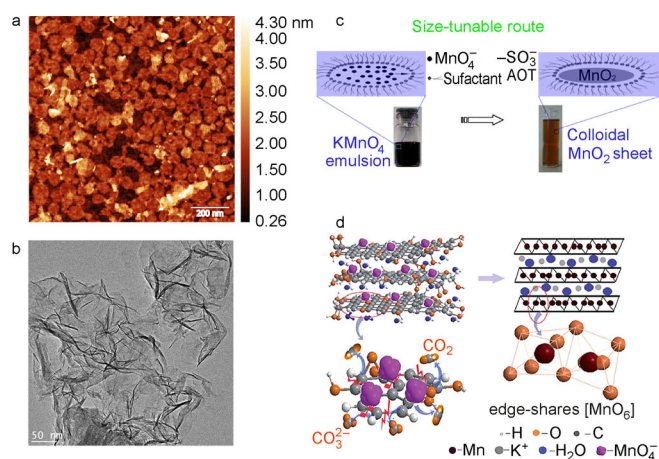 a
4.30 nm
4.00
3.50
3.00
2.50
2.00
1.50
1.00
0.26
200 nm
b
50 nm
c
Size-tunable route
MnO₄⁻
–SO₃⁻
Sufactant
AOT
MnO₂
KMnO₄
emulsion
Colloidal
MnO₂ sheet
d
CO₂
CO₃²⁻
edge-shares [MnO₆]
–H –O –C
–Mn –K⁺ –H₂O –MnO₄⁻